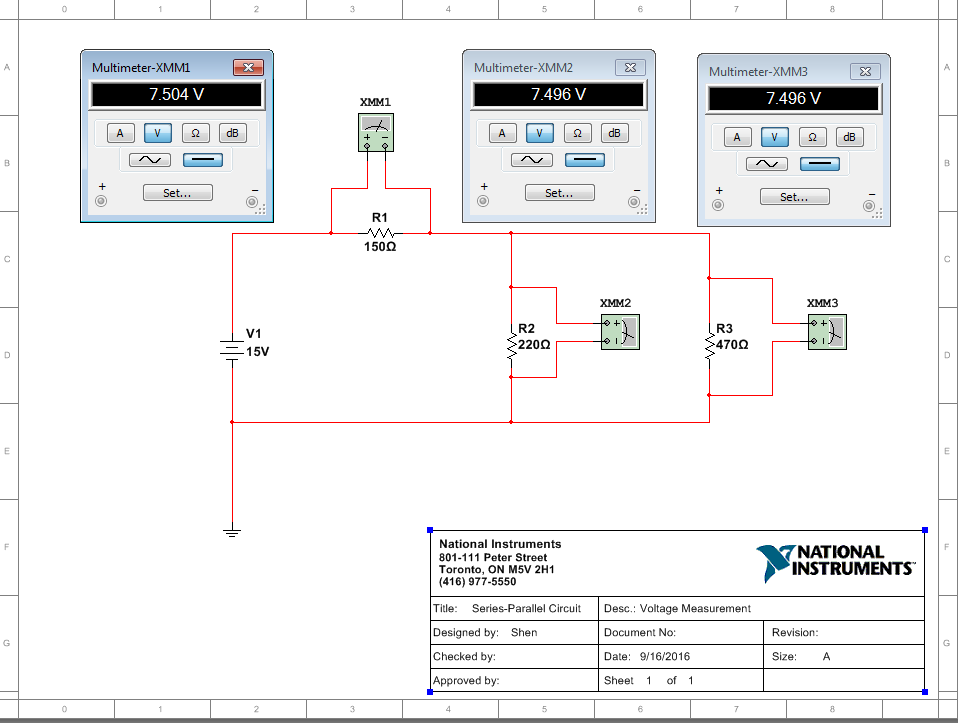 0 1 2 3 4 5 6 7 8
A A
B B
C C
D D
E E
F F
G G
Multimeter-XMM1
7.504 V
A V Ω dB
+ Set... –
Multimeter-XMM2
7.496 V
A V Ω dB
+ Set... –
Multimeter-XMM3
7.496 V
A V Ω dB
+ Set... –
XMM1
+ –
R1
150Ω
V1
15V
R2
220Ω
XMM2
+
R3
470Ω
XMM3
+
National Instruments
801-111 Peter Street
Toronto, ON M5V 2H1
(416) 977-5550
NATIONAL
INSTRUMENTS™
Title: Series-Parallel Circuit
Desc.: Voltage Measurement
Designed by: Shen
Document No:
Revision:
Checked by:
Date: 9/16/2016
Size: A
Approved by:
Sheet 1 of 1
0 1 2 3 4 5 6 7 8